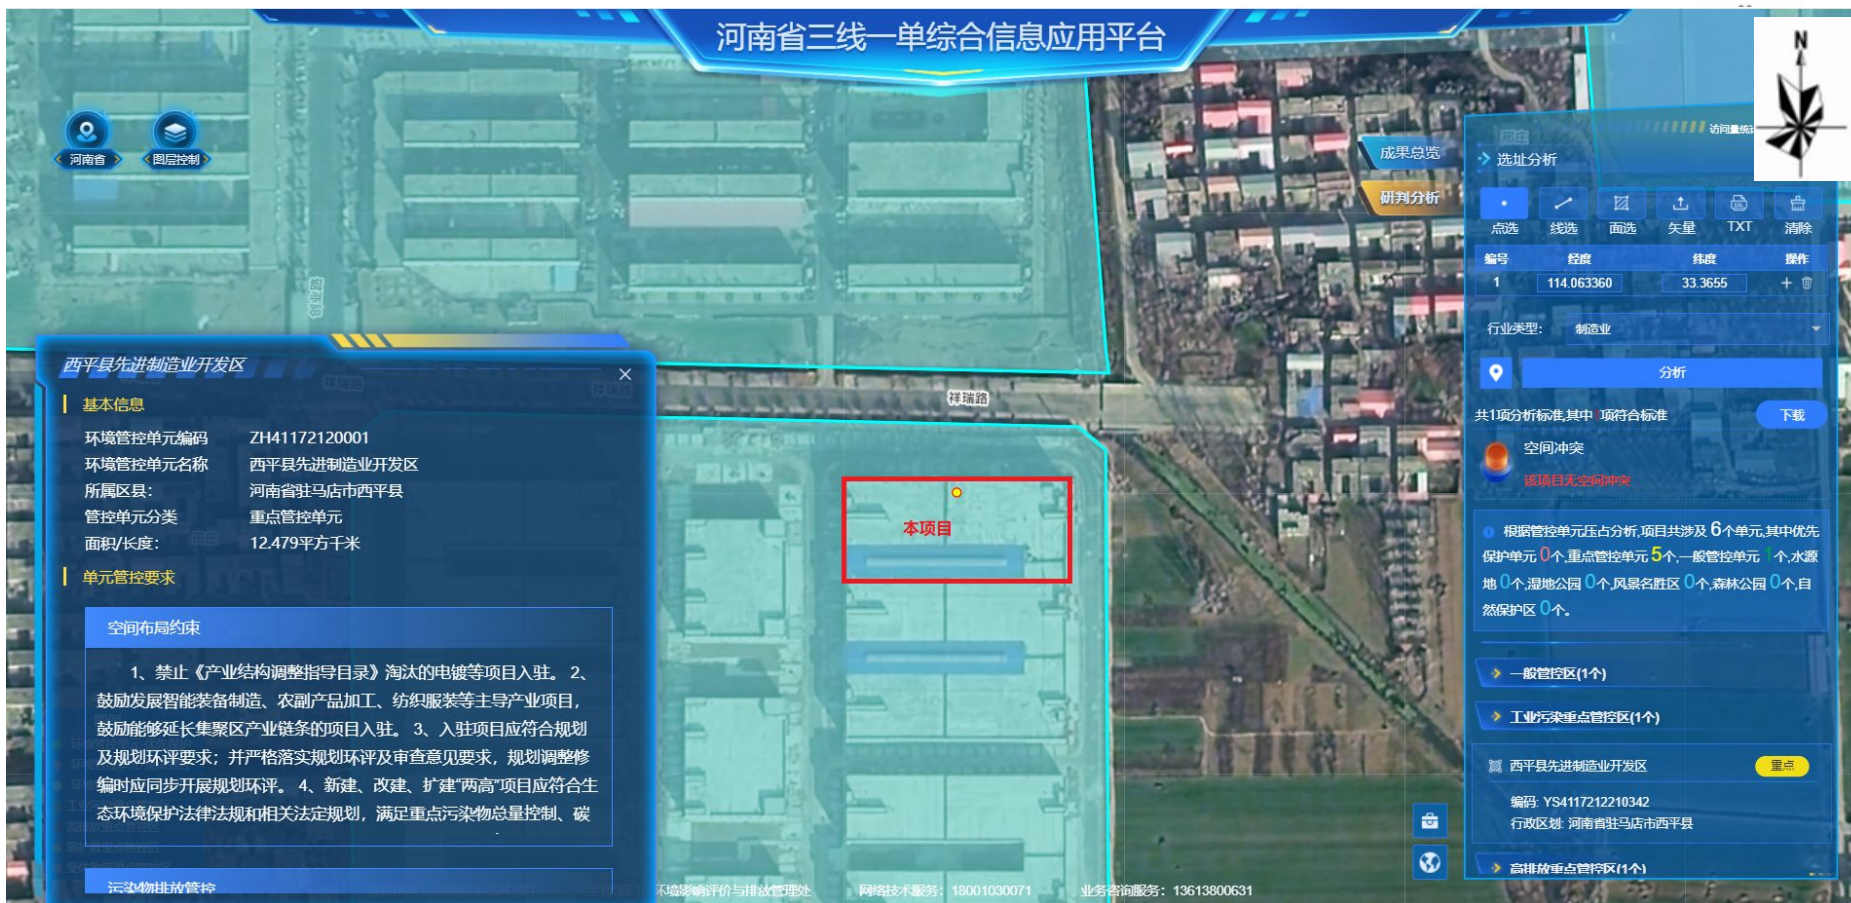 河南省三线一单综合信息应用平台
N
河南省
图层控制
成果总览
研判分析
创业路
祥瑞路
本项目
西平县先进制造业开发区
基本信息
环境管控单元编码 ZH41172120001
环境管控单元名称 西平县先进制造业开发区
所属区县: 河南省驻马店市西平县
管控单元分类 重点管控单元
面积/长度: 12.479平方千米
单元管控要求
空间布局约束
1、禁止《产业结构调整指导目录》淘汰的电镀等项目入驻。 2、
鼓励发展智能装备制造、农副产品加工、纺织服装等主导产业项目,
鼓励能够延长集聚区产业链条的项目入驻。 3、入驻项目应符合规划
及规划环评要求；并严格落实规划环评及审查意见要求，规划调整修
编时应同步开展规划环评。 4、新建、改建、扩建“两高”项目应符合生
态环境保护法律法规和相关法定规划，满足重点污染物总量控制、碳
污染物排放管控
访问量统计
选址分析
点选 线选 面选 矢量 TXT 清除
编号 经度 纬度 操作
1 114.063360 33.3655
行业类型: 制造业
分析
共1项分析标准,其中 项符合标准
下载
空间冲突
该项目无空间冲突
根据管控单元压占分析,项目共涉及 6个单元,其中优先
保护单元 0个,重点管控单元 5个,一般管控单元 1个,水源
地 0个,湿地公园 0个,风景名胜区 0个,森林公园 0个,自
然保护区 0个。
一般管控区(1个)
工业污染重点管控区(1个)
西平县先进制造业开发区 重点
编码: YS4117212210342
行政区划: 河南省驻马店市西平县
高排放重点管控区(1个)
环境影响评价与排放管理处 网络技术服务：18001030071 业务咨询服务：13613800631